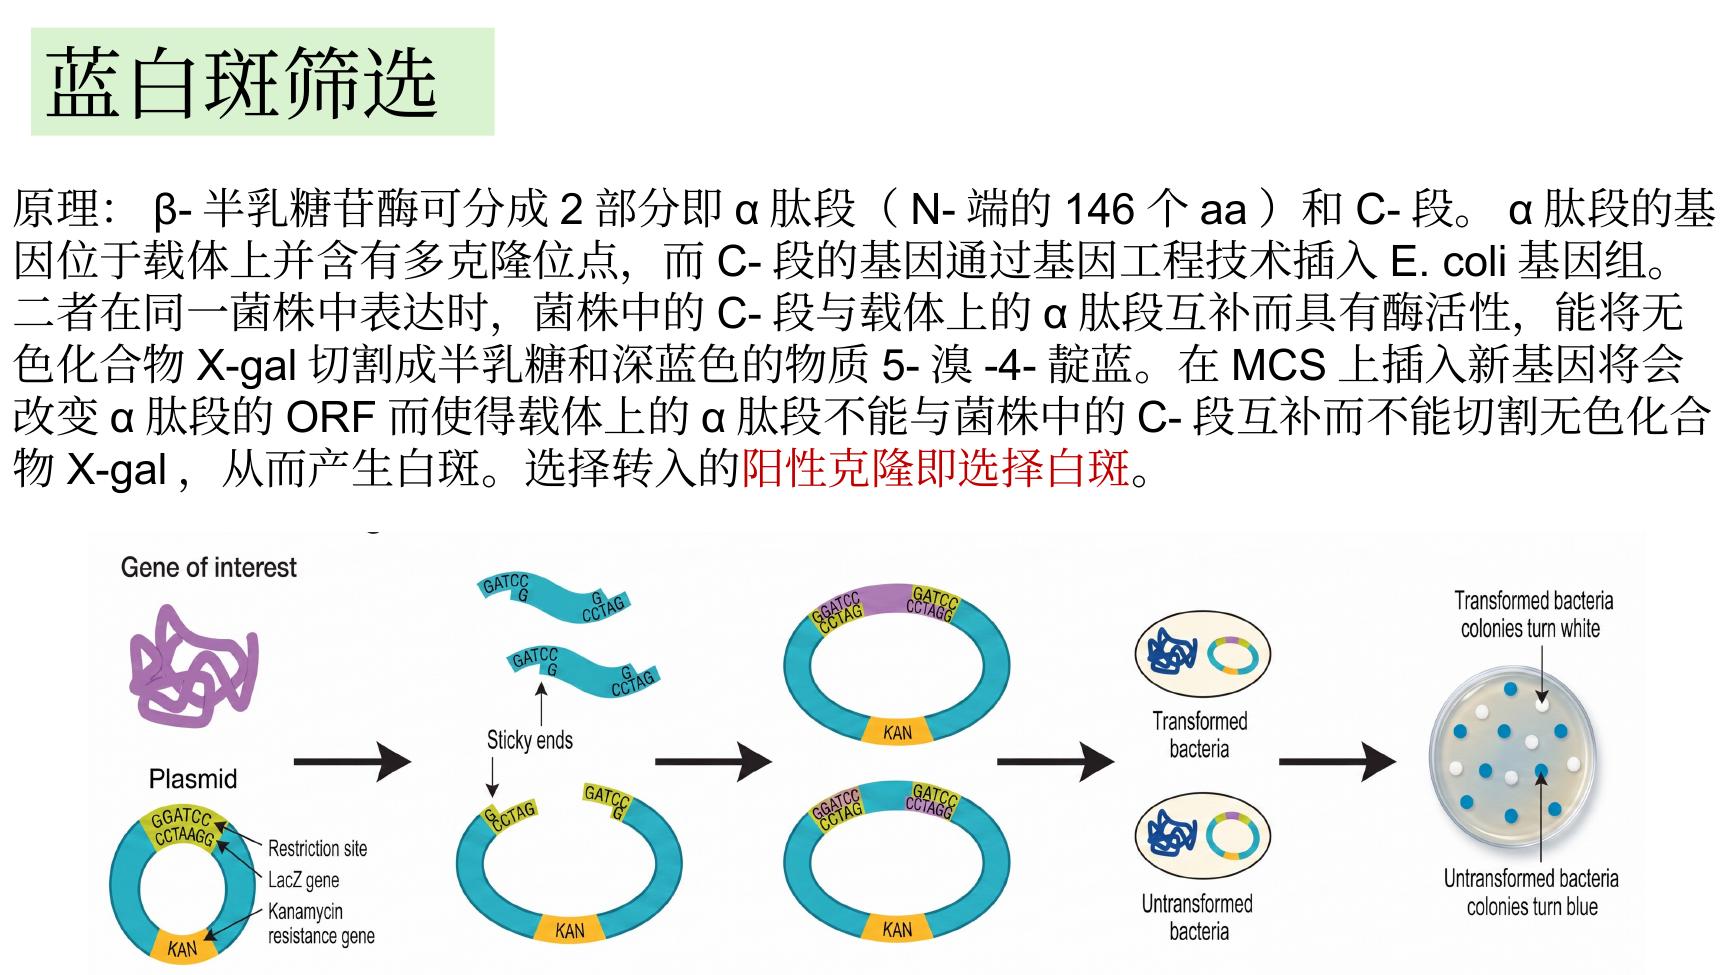 蓝白斑筛选
原理： β- 半乳糖苷酶可分成 2 部分即 α 肽段（ N- 端的 146 个 aa ）和 C- 段。 α 肽段的基
因位于载体上并含有多克隆位点，而 C- 段的基因通过基因工程技术插入 E. coli 基因组。
二者在同一菌株中表达时，菌株中的 C- 段与载体上的 α 肽段互补而具有酶活性，能将无
色化合物 X-gal 切割成半乳糖和深蓝色的物质 5- 溴 -4- 靛蓝。在 MCS 上插入新基因将会
改变 α 肽段的 ORF 而使得载体上的 α 肽段不能与菌株中的 C- 段互补而不能切割无色化合
物 X-gal ，从而产生白斑。选择转入的阳性克隆即选择白斑。
Gene of interest
Plasmid
GGATCC
CCTAAGG
Restriction site
LacZ gene
Kanamycin
resistance gene
KAN
GATCC
G
G
CCTAG
GATCC
G
G
CCTAG
Sticky ends
G
CCTAG
GATCC
G
KAN
GGATCC
CCTAG
GATCC
CCTAGG
KAN
GGATCC
CCTAG
GATCC
CCTAGG
KAN
Transformed
bacteria
Untransformed
bacteria
Transformed bacteria
colonies turn white
Untransformed bacteria
colonies turn blue